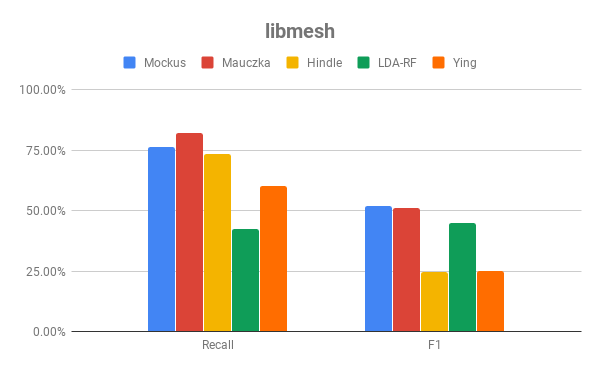 libmesh
Mockus Mauczka Hindle LDA-RF Ying
100.00%
75.00%
50.00%
25.00%
0.00%
Recall F1